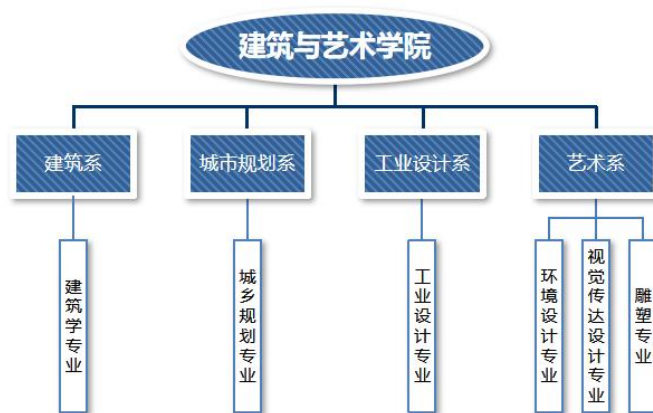 建筑与艺术学院
建筑系
城市规划系
工业设计系
艺术系
建筑学专业
城乡规划专业
工业设计专业
环境设计专业
视觉传达设计专业
雕塑专业